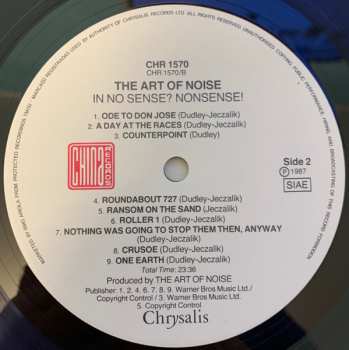 CHR 1570
CHR 1570/B
THE ART OF NOISE
IN NO SENSE? NONSENSE!
1. ODE TO DON JOSE (Dudley-Jeczalik)
2. A DAY AT THE RACES (Dudley-Jeczalik)
3. COUNTERPOINT (Dudley)
CHINA
RECORDS
Side 2
Ⓟ 1987
SIAE
4. ROUNDABOUT 727 (Dudley-Jeczalik)
5. RANSOM ON THE SAND (Dudley-Jeczalik)
6. ROLLER 1 (Dudley-Jeczalik)
7. NOTHING WAS GOING TO STOP THEM THEN, ANYWAY
(Dudley-Jeczalik)
8. CRUSOE (Dudley-Jeczalik)
9. ONE EARTH (Dudley-Jeczalik)
Total Time: 23:36
Produced by THE ART OF NOISE
Publisher: 1. 2. 4. 6. 7. 8. 9. Warner Bros Music Ltd./
Copyright Control / 3. Warner Bros Music Ltd./
5. Copyright Control
Chrysalis